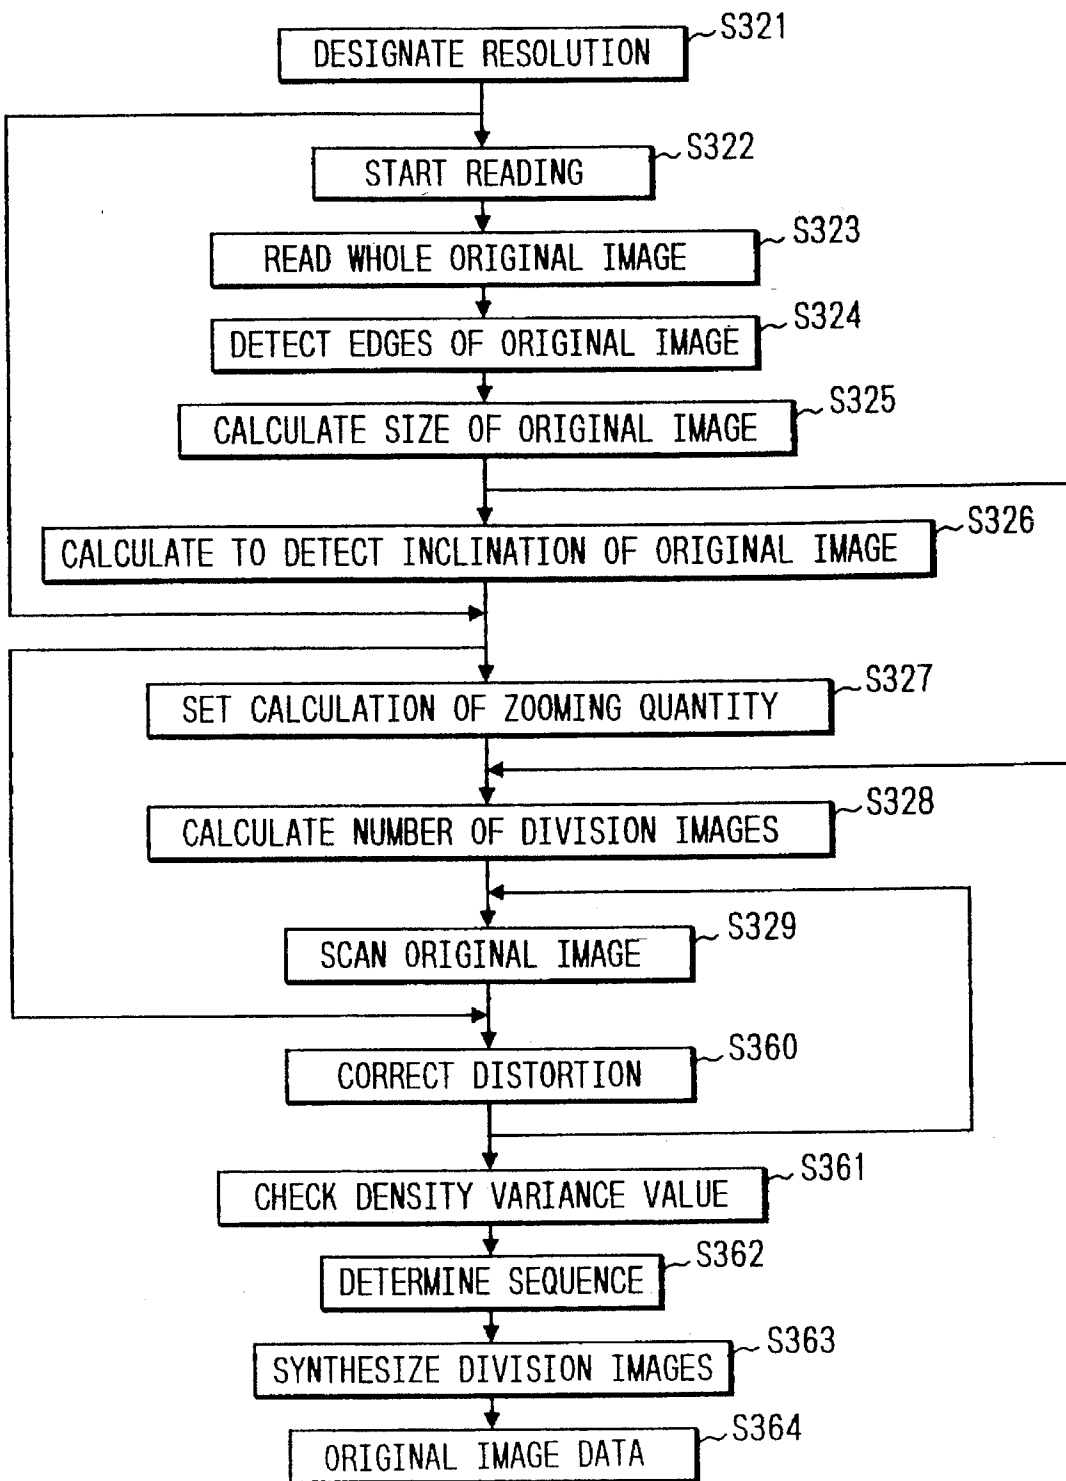 DESIGNATE RESOLUTION S321
START READING S322
READ WHOLE ORIGINAL IMAGE S323
DETECT EDGES OF ORIGINAL IMAGE S324
CALCULATE SIZE OF ORIGINAL IMAGE S325
CALCULATE TO DETECT INCLINATION OF ORIGINAL IMAGE S326
SET CALCULATION OF ZOOMING QUANTITY S327
CALCULATE NUMBER OF DIVISION IMAGES S328
SCAN ORIGINAL IMAGE S329
CORRECT DISTORTION S360
CHECK DENSITY VARIANCE VALUE S361
DETERMINE SEQUENCE S362
SYNTHESIZE DIVISION IMAGES S363
ORIGINAL IMAGE DATA S364